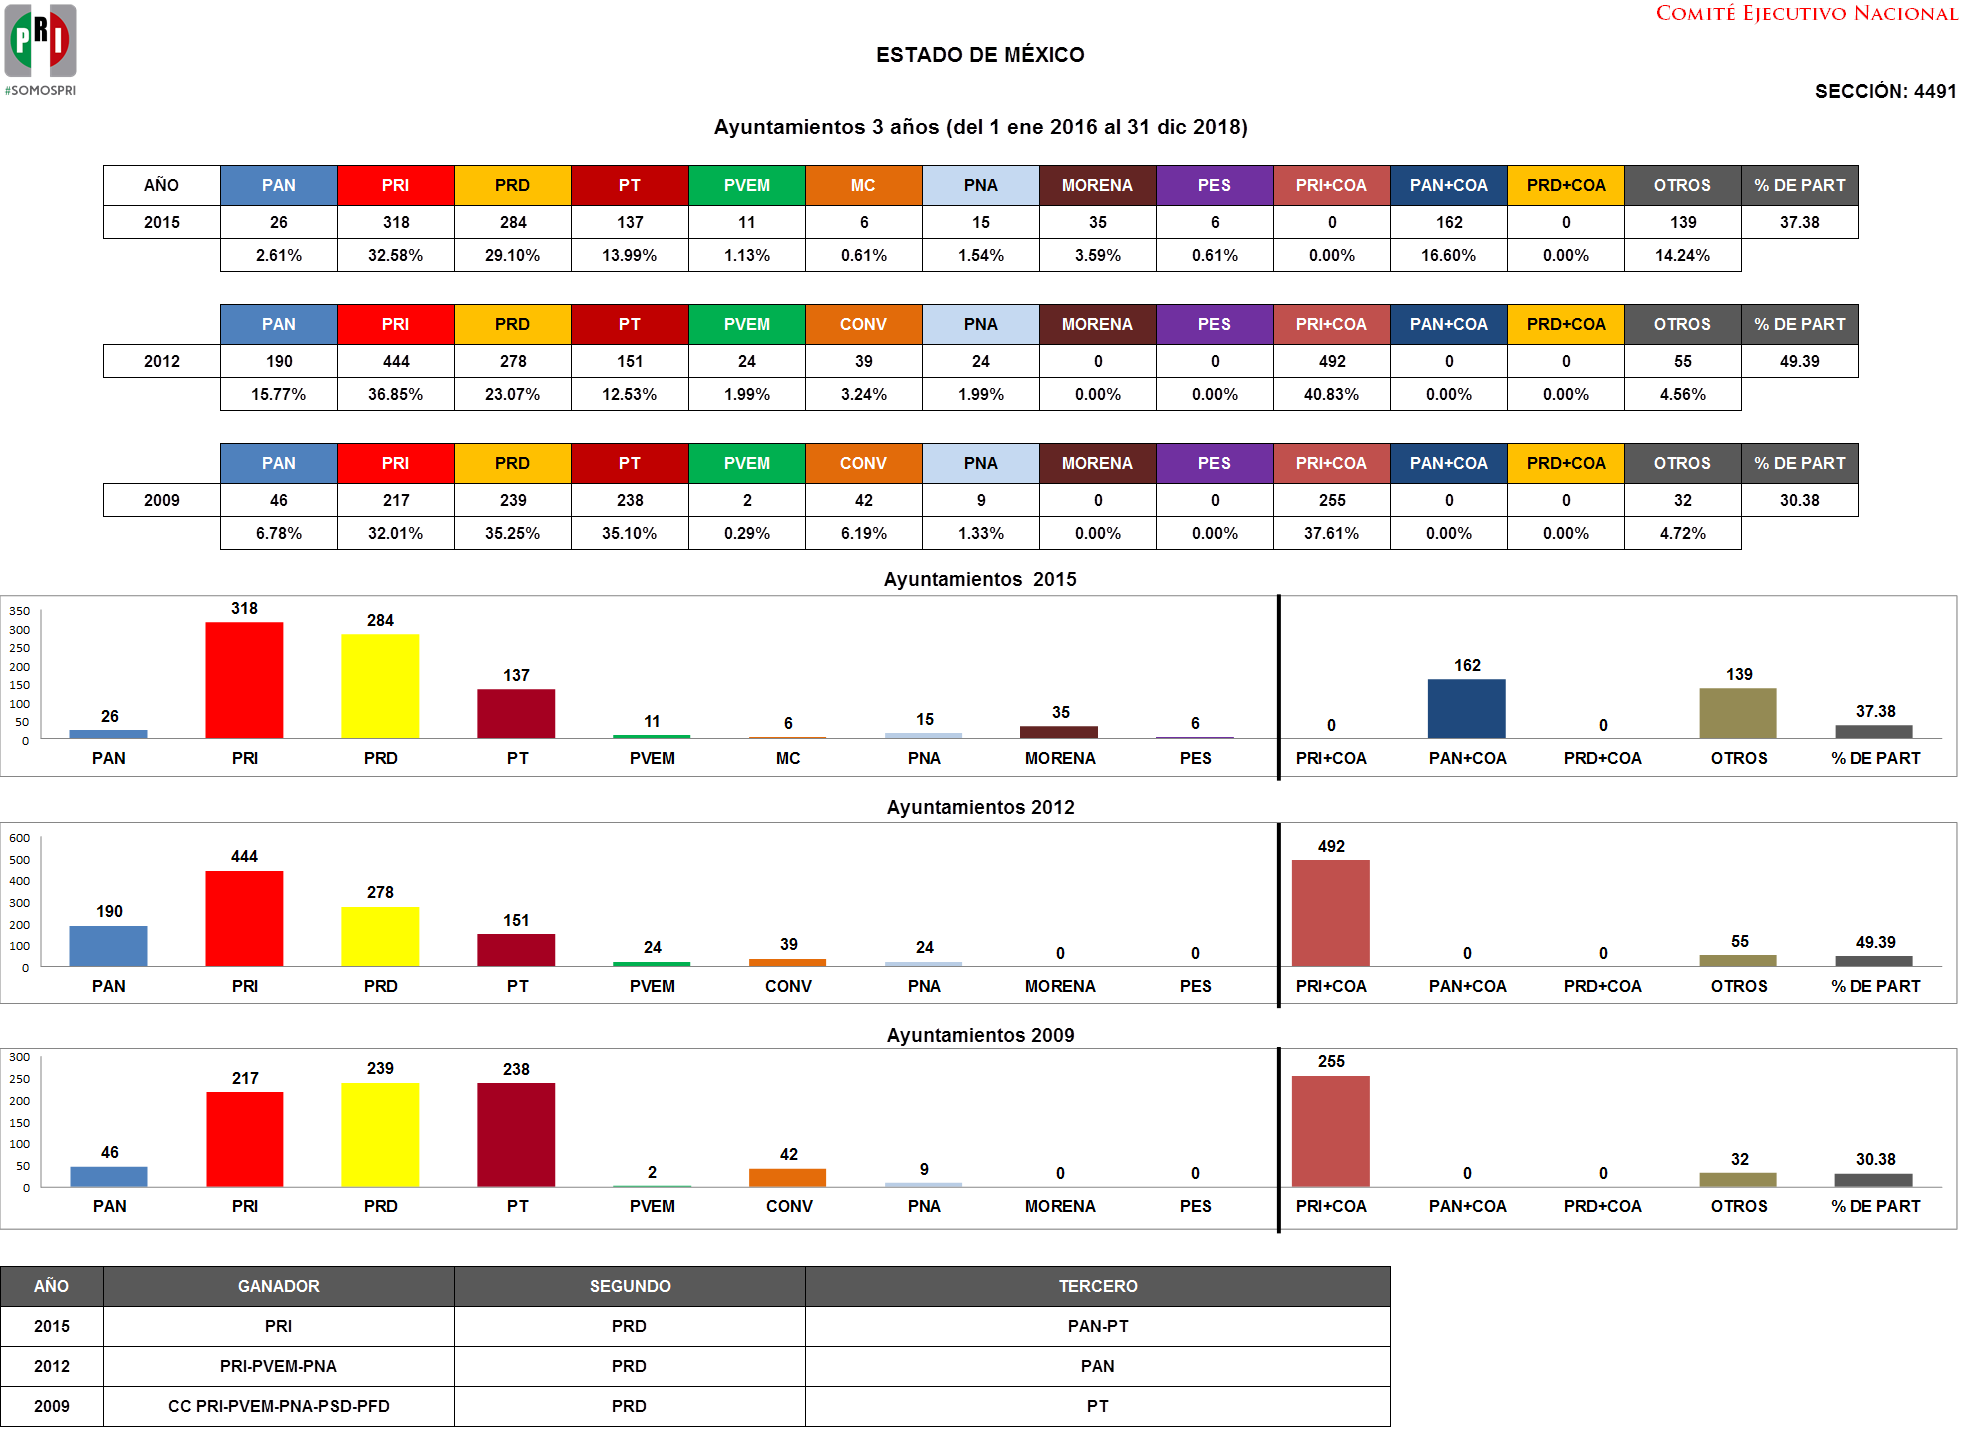 PRI
#SOMOSPRI
COMITÉ EJECUTIVO NACIONAL
ESTADO DE MÉXICO
SECCIÓN: 4491
Ayuntamientos 3 años (del 1 ene 2016 al 31 dic 2018)
AÑO PAN PRI PRD PT PVEM MC PNA MORENA PES PRI+COA PAN+COA PRD+COA OTROS % DE PART
2015 26 318 284 137 11 6 15 35 6 0 162 0 139 37.38
2.61% 32.58% 29.10% 13.99% 1.13% 0.61% 1.54% 3.59% 0.61% 0.00% 16.60% 0.00% 14.24%
PAN PRI PRD PT PVEM CONV PNA MORENA PES PRI+COA PAN+COA PRD+COA OTROS % DE PART
2012 190 444 278 151 24 39 24 0 0 492 0 0 55 49.39
15.77% 36.85% 23.07% 12.53% 1.99% 3.24% 1.99% 0.00% 0.00% 40.83% 0.00% 0.00% 4.56%
PAN PRI PRD PT PVEM CONV PNA MORENA PES PRI+COA PAN+COA PRD+COA OTROS % DE PART
2009 46 217 239 238 2 42 9 0 0 255 0 0 32 30.38
6.78% 32.01% 35.25% 35.10% 0.29% 6.19% 1.33% 0.00% 0.00% 37.61% 0.00% 0.00% 4.72%
Ayuntamientos 2015
350
300
250
200
150
100
50
0
26 318 284 137 11 6 15 35 6 0 162 0 139 37.38
PAN PRI PRD PT PVEM MC PNA MORENA PES PRI+COA PAN+COA PRD+COA OTROS % DE PART
Ayuntamientos 2012
600
500
400
300
200
100
0
190 444 278 151 24 39 24 0 0 492 0 0 55 49.39
PAN PRI PRD PT PVEM CONV PNA MORENA PES PRI+COA PAN+COA PRD+COA OTROS % DE PART
Ayuntamientos 2009
300
250
200
150
100
50
0
46 217 239 238 2 42 9 0 0 255 0 0 32 30.38
PAN PRI PRD PT PVEM CONV PNA MORENA PES PRI+COA PAN+COA PRD+COA OTROS % DE PART
AÑO GANADOR SEGUNDO TERCERO
2015 PRI PRD PAN-PT
2012 PRI-PVEM-PNA PRD PAN
2009 CC PRI-PVEM-PNA-PSD-PFD PRD PT